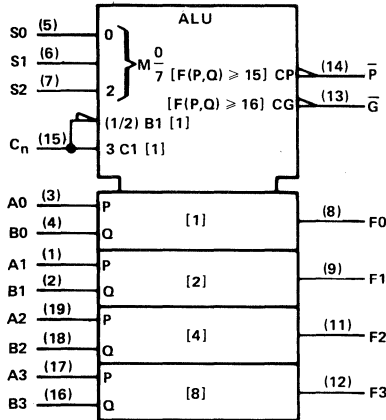 ALU
S0 (5) 0
S1 (6) M 0/7 [F(P,Q) ⩾ 15] CP (14) P̅
S2 (7) 2 [F(P,Q) ⩾ 16] CG (13) G̅
(1/2) B1 [1]
Cn (15) 3 C1 [1]
A0 (3) P
B0 (4) Q [1] (8) F0
A1 (1) P
B1 (2) Q [2] (9) F1
A2 (19) P
B2 (18) Q [4] (11) F2
A3 (17) P
B3 (16) Q [8] (12) F3